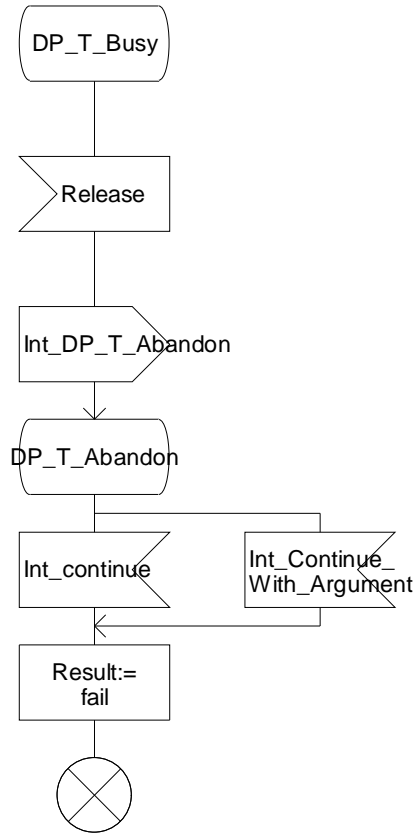 DP_T_Busy
Release
Int_DP_T_Abandon
DP_T_Abandon
Int_continue
Int_Continue_
With_Argument
Result:=
fail